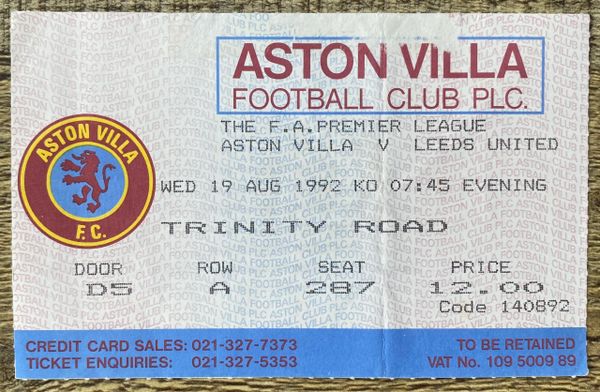 ASTON VILLA
FOOTBALL CLUB PLC.
THE F.A.PREMIER LEAGUE
ASTON VILLA V LEEDS UNITED
ASTON VILLA
F.C.
WED 19 AUG 1992 KO 07:45 EVENING
TRINITY ROAD
DOOR ROW SEAT PRICE
D5 A 287 12.00
Code 140892
CREDIT CARD SALES: 021-327-7373 TO BE RETAINED
TICKET ENQUIRIES: 021-327-5353 VAT No. 109 5009 89